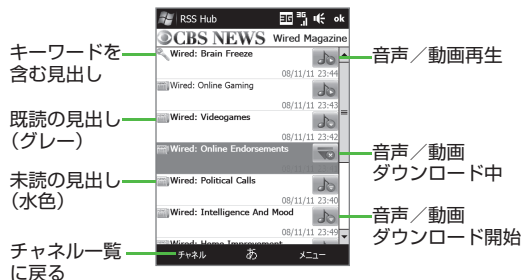 RSS Hub 3G 3G ok
CBS NEWS Wired Magazine
Wired: Brain Freeze
08/11/11 23:44
Wired: Online Gaming
08/11/11 23:43
Wired: Videogames
08/11/11 23:42
Wired: Online Endorsements
Wired: Political Calls
08/11/11 23:40
Wired: Intelligence And Mood
08/11/11 23:49
Wired: Home Improvement
チャネル あ メニュー
キーワードを
含む見出し
既読の見出し
(グレー)
未読の見出し
(水色)
チャネル一覧
に戻る
音声/動画再生
音声/動画
ダウンロード中
音声/動画
ダウンロード開始